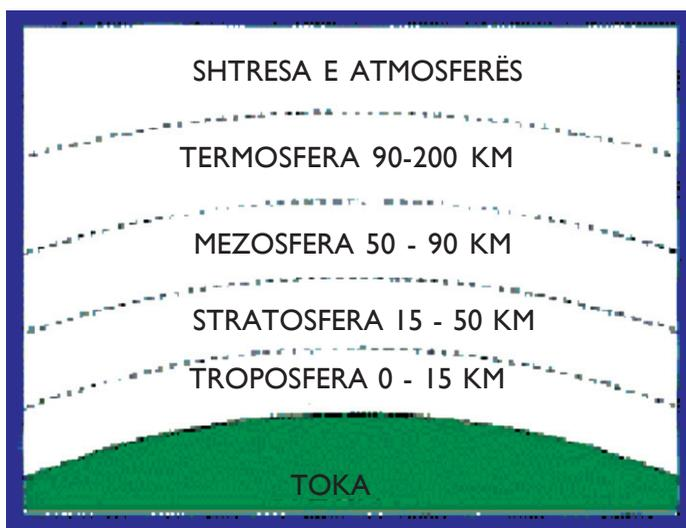 SHTRESA E ATMOSFERËS
TERMOSFERA 90-200 KM
MEZOSFERA 50 - 90 KM
STRATOSFERA 15 - 50 KM
TROPOSFERA 0 - 15 KM
TOKA